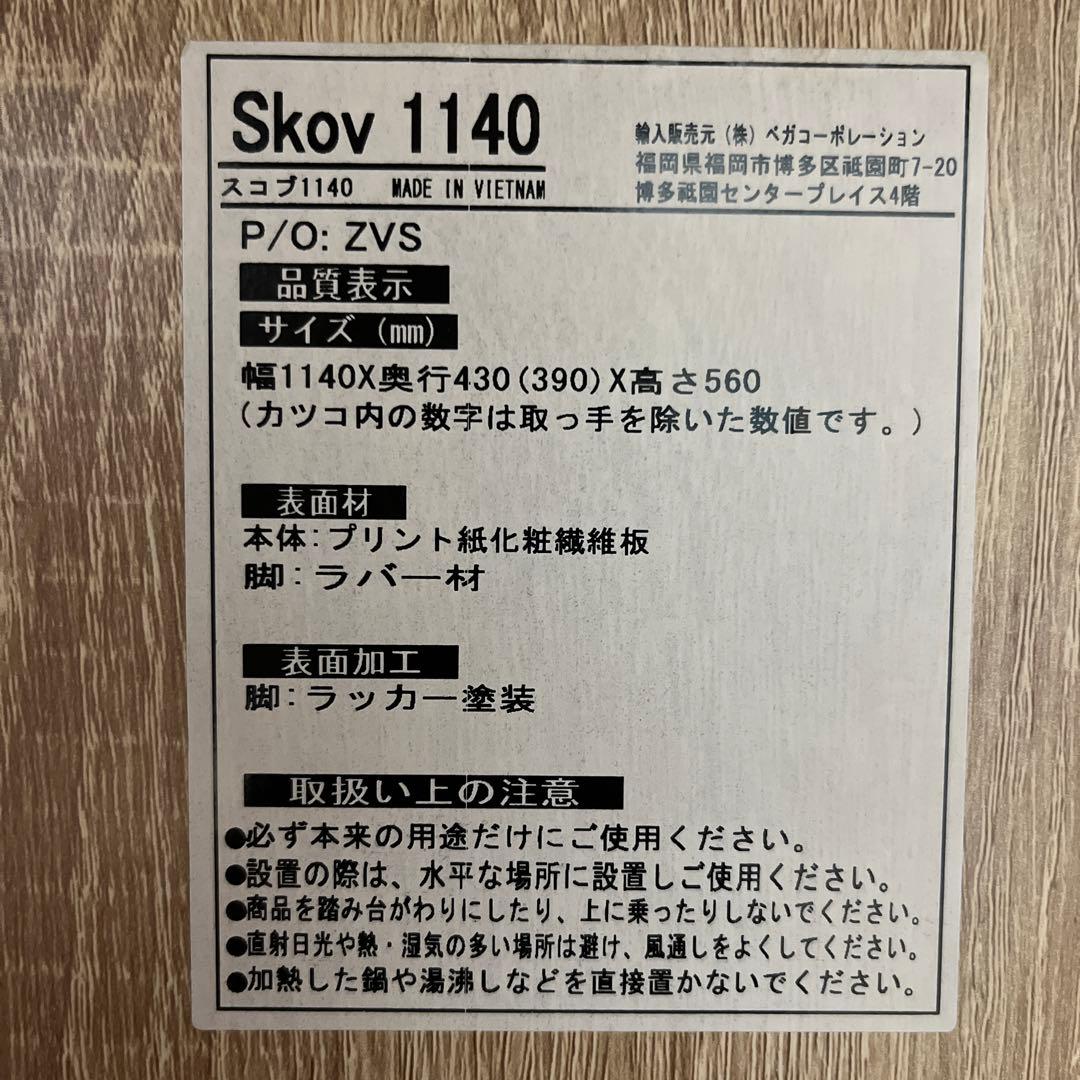 Skov 1140
スコブ1140 MADE IN VIETNAM
輸入販売元（株）ベガコーポレーション
福岡県福岡市博多区祗園町7-20
博多祗園センタープレイス4階
P/O: ZVS
品質表示
サイズ（㎜）
幅1140X奥行430(390)X高さ560
(カツコ内の数字は取っ手を除いた数値です。)
表面材
本体:プリント紙化粧繊維板
脚:ラバー材
表面加工
脚:ラッカー塗装
取扱い上の注意
●必ず本来の用途だけにご使用ください。
●設置の際は、水平な場所に設置しご使用ください。
●商品を踏み台がわりにしたり、上に乗ったりしないでください。
●直射日光や熱・湿気の多い場所は避け、風通しをよくしてください。
●加熱した鍋や湯沸しなどを直接置かないでください。